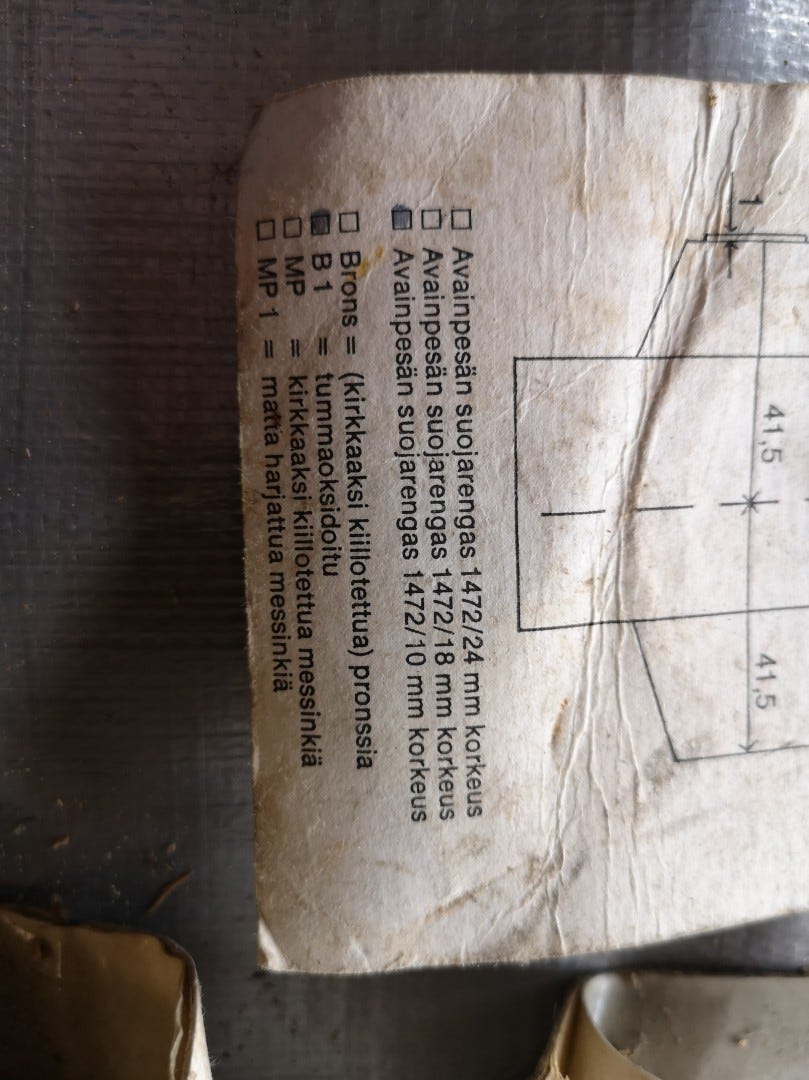 1
41,5
41,5
☐ Avainpesän suojarengas 1472/24 mm korkeus
☐ Avainpesän suojarengas 1472/18 mm korkeus
■ Avainpesän suojarengas 1472/10 mm korkeus
☐ Brons = (kirkkaaksi kiillotettua) pronssia
■ B 1 = tummaoksidoitu
☐ MP = kirkkaaksi kiillotettua messinkiä
☐ MP 1 = matta harjattua messinkiä